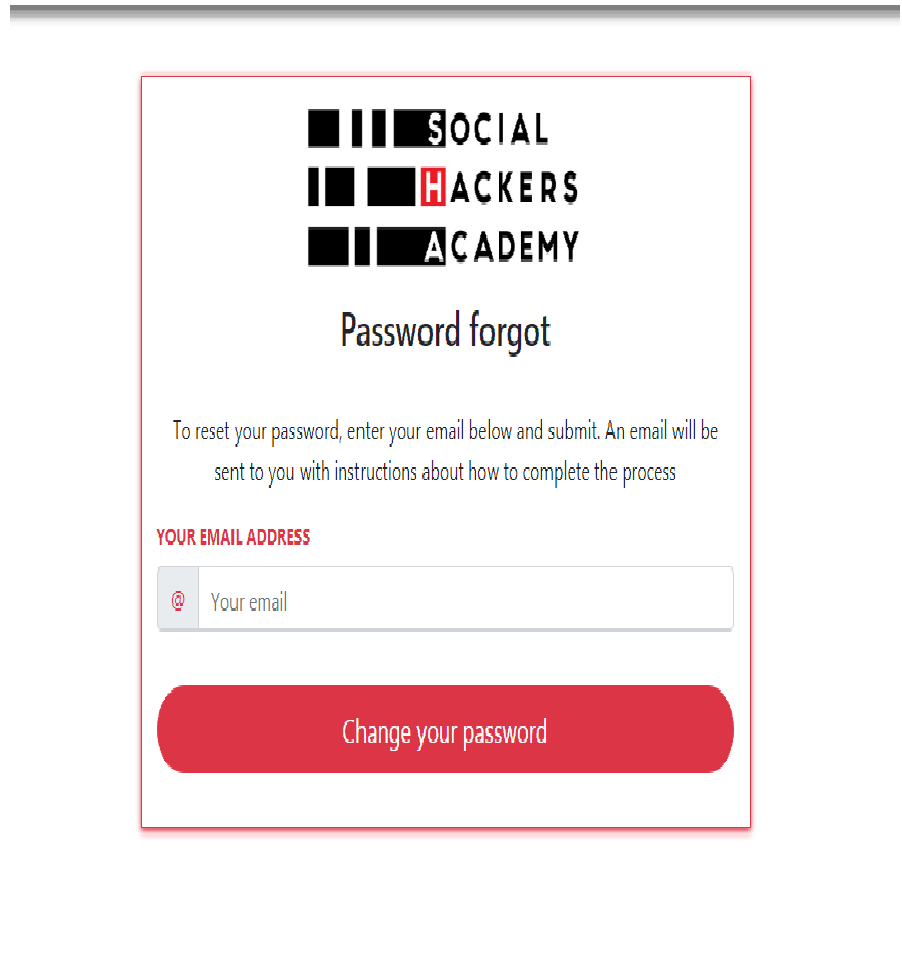 SOCIAL
HACKERS
ACADEMY
Password forgot
To reset your password, enter your email below and submit. An email will be
sent to you with instructions about how to complete the process
YOUR EMAIL ADDRESS
@ Your email
Change your password